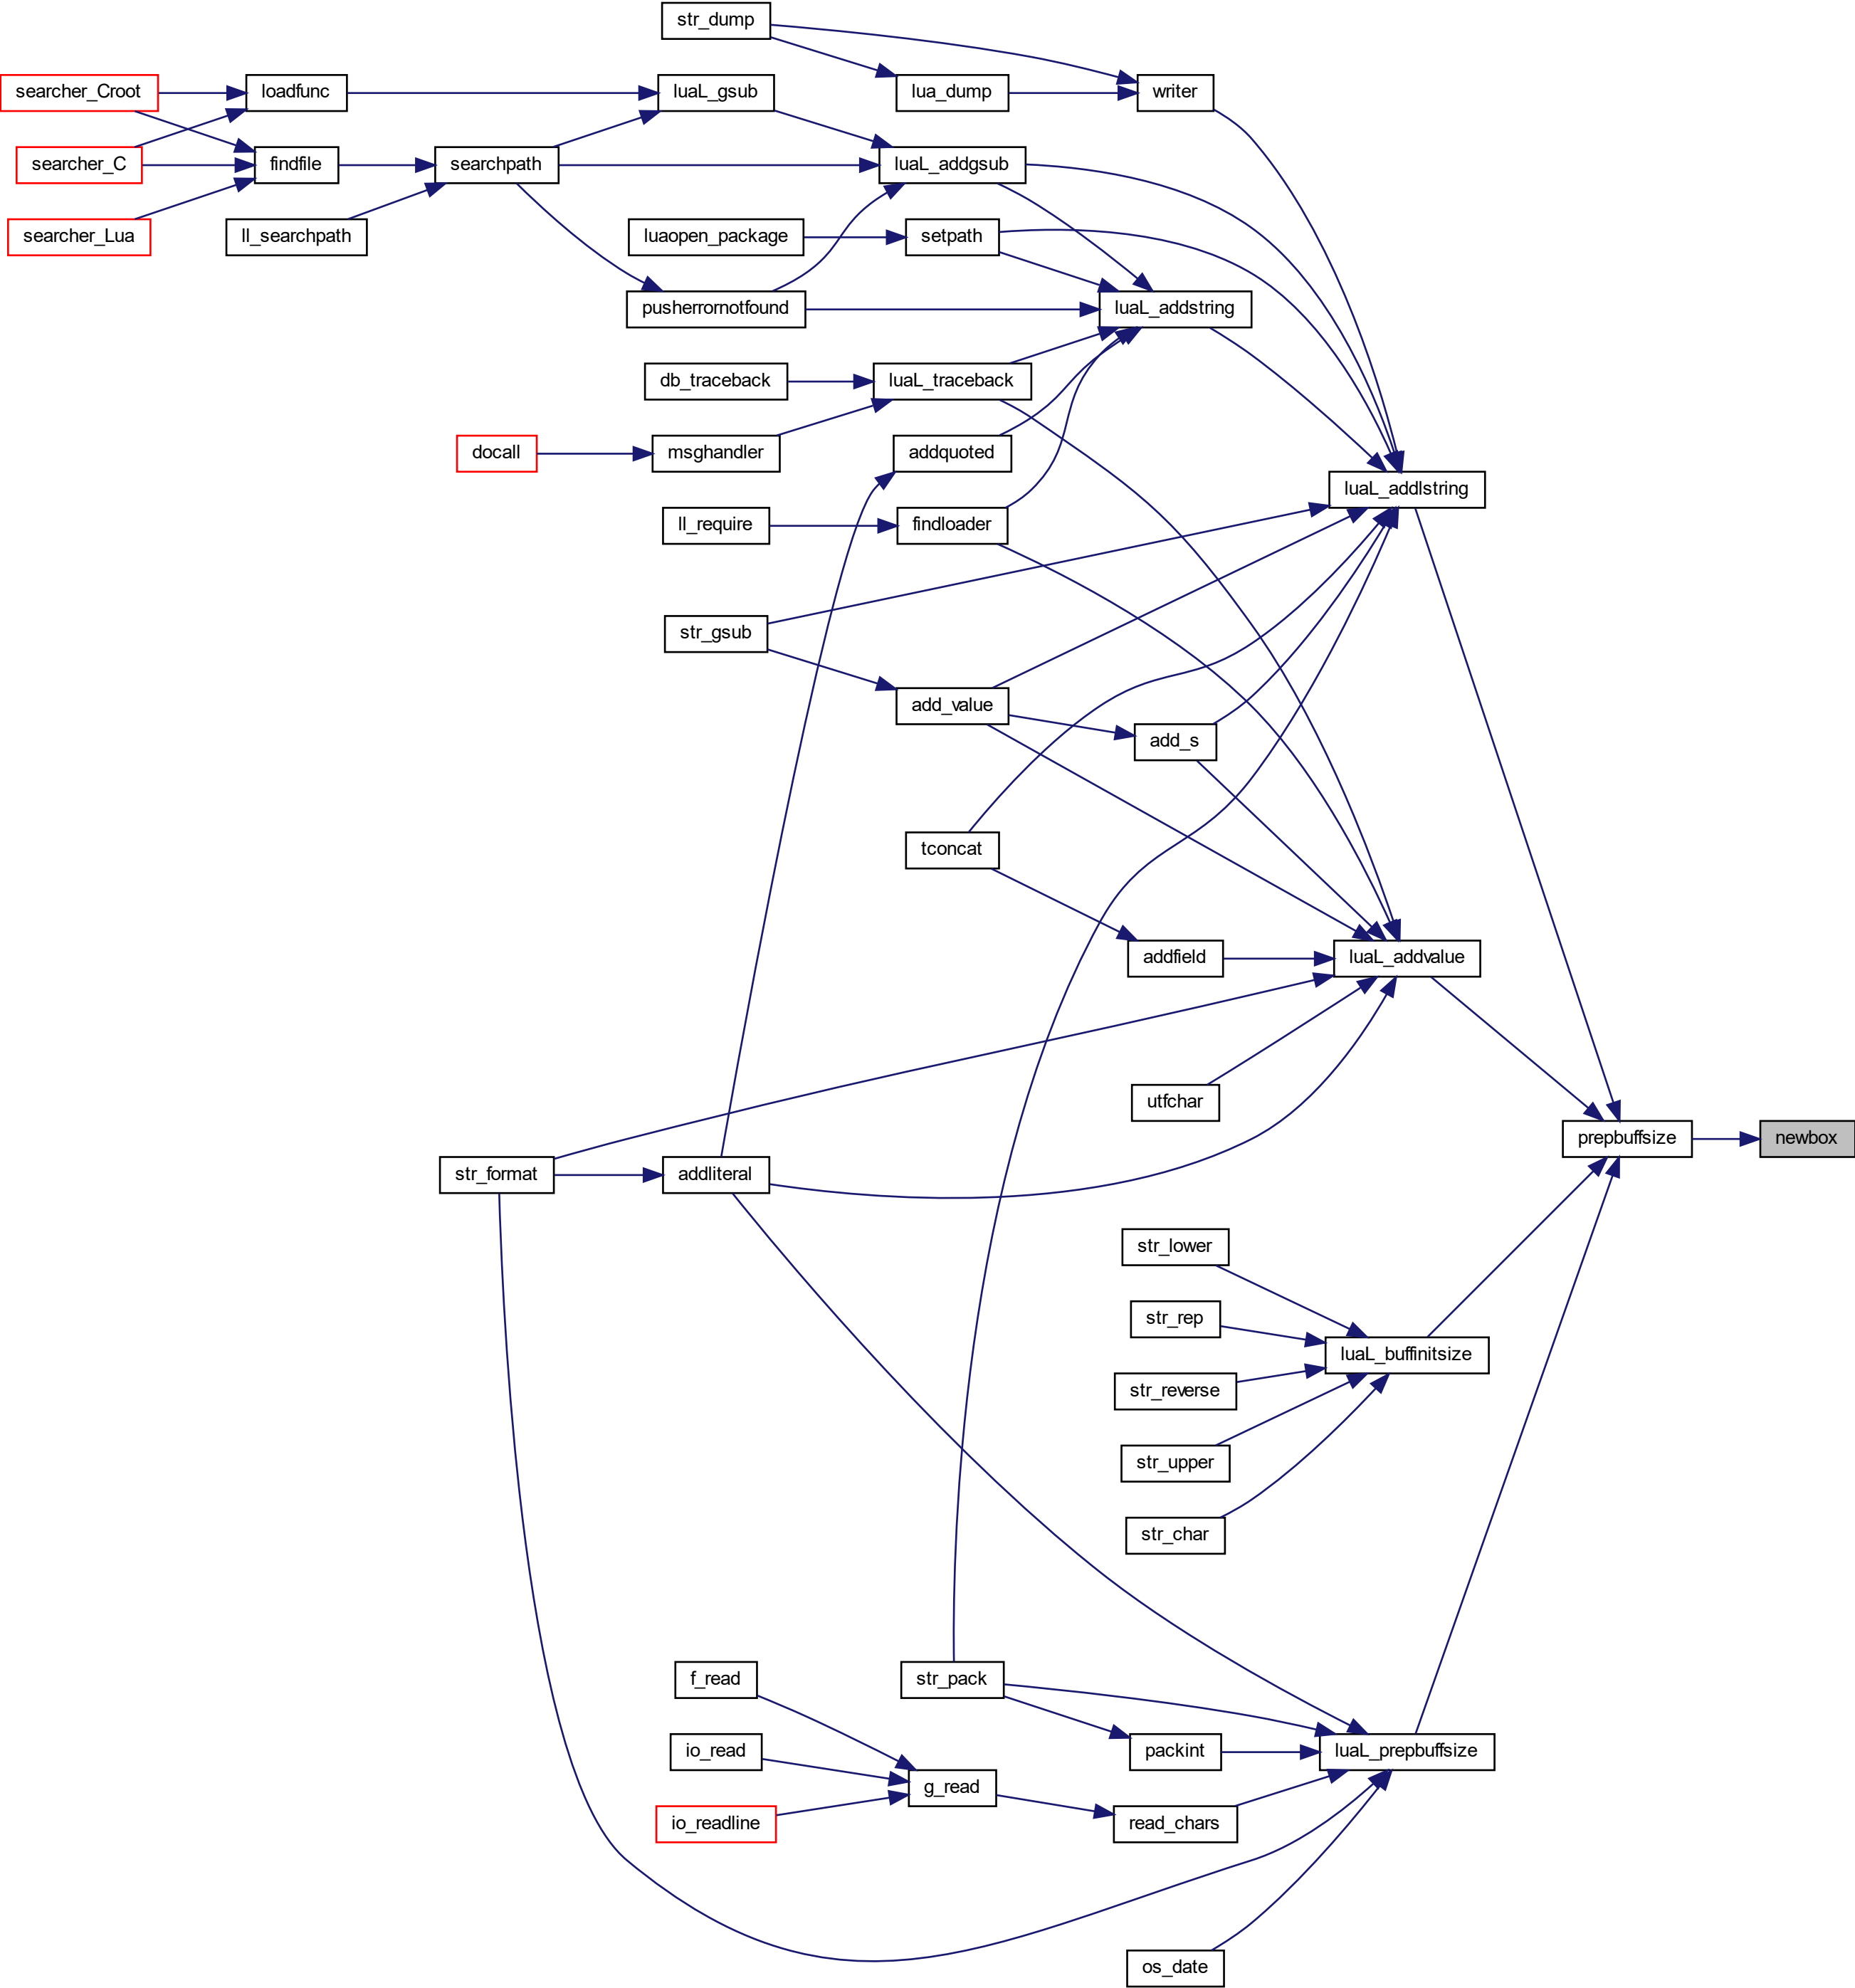 str_dump
searcher_Croot
loadfunc
luaL_gsub
lua_dump
writer
searcher_C
findfile
searchpath
luaL_addgsub
searcher_Lua
ll_searchpath
luaopen_package
setpath
pusherrornotfound
luaL_addstring
db_traceback
luaL_traceback
docall
msghandler
addquoted
luaL_addlstring
ll_require
findloader
str_gsub
add_value
add_s
tconcat
addfield
luaL_addvalue
utfchar
prepbuffsize
newbox
str_format
addliteral
str_lower
str_rep
luaL_buffinitsize
str_reverse
str_upper
str_char
f_read
str_pack
io_read
packint
luaL_prepbuffsize
g_read
io_readline
read_chars
os_date